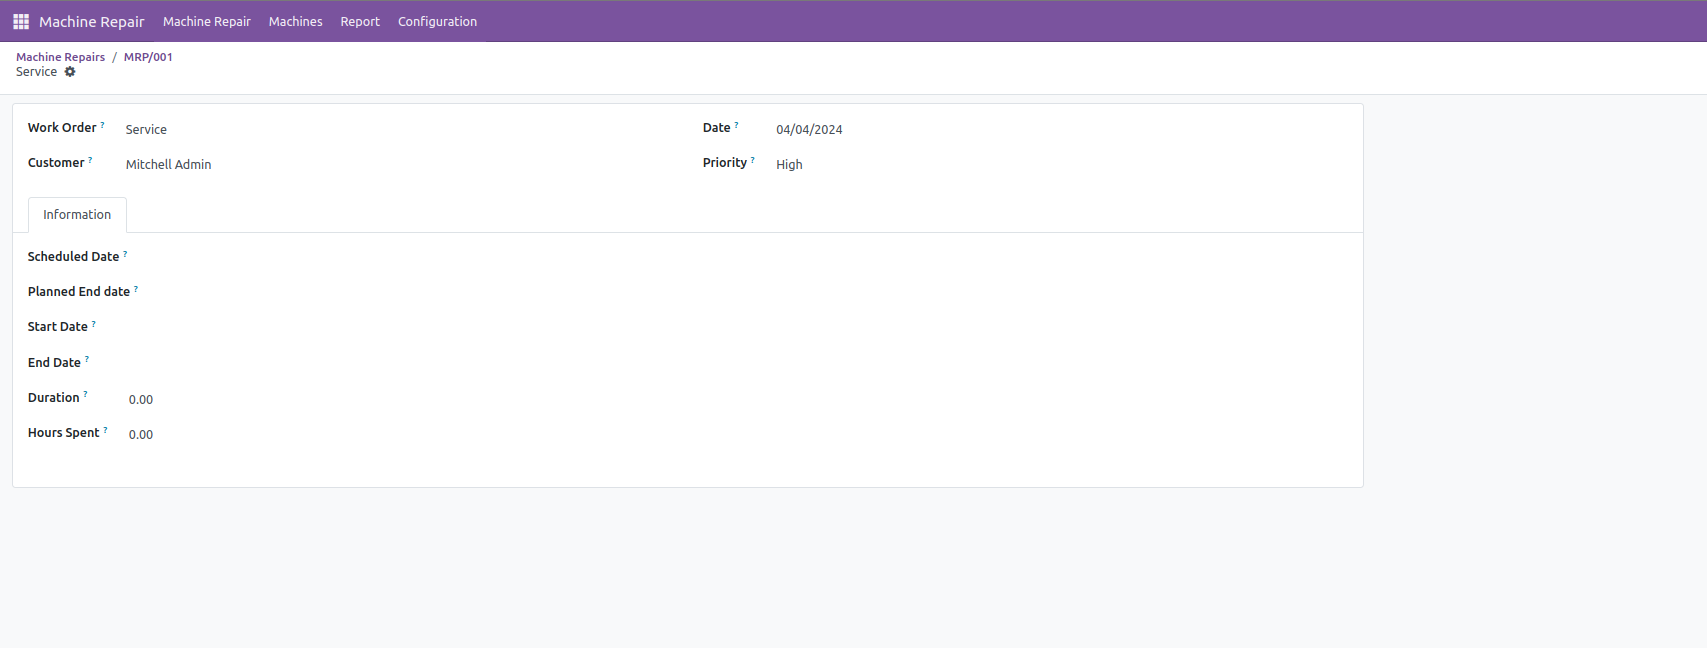 Machine Repair Machine Repair Machines Report Configuration
Machine Repairs / MRP/001
Service
Work Order ? Service Date ? 04/04/2024
Customer ? Mitchell Admin Priority ? High
Information
Scheduled Date ?
Planned End date ?
Start Date ?
End Date ?
Duration ? 0.00
Hours Spent ? 0.00